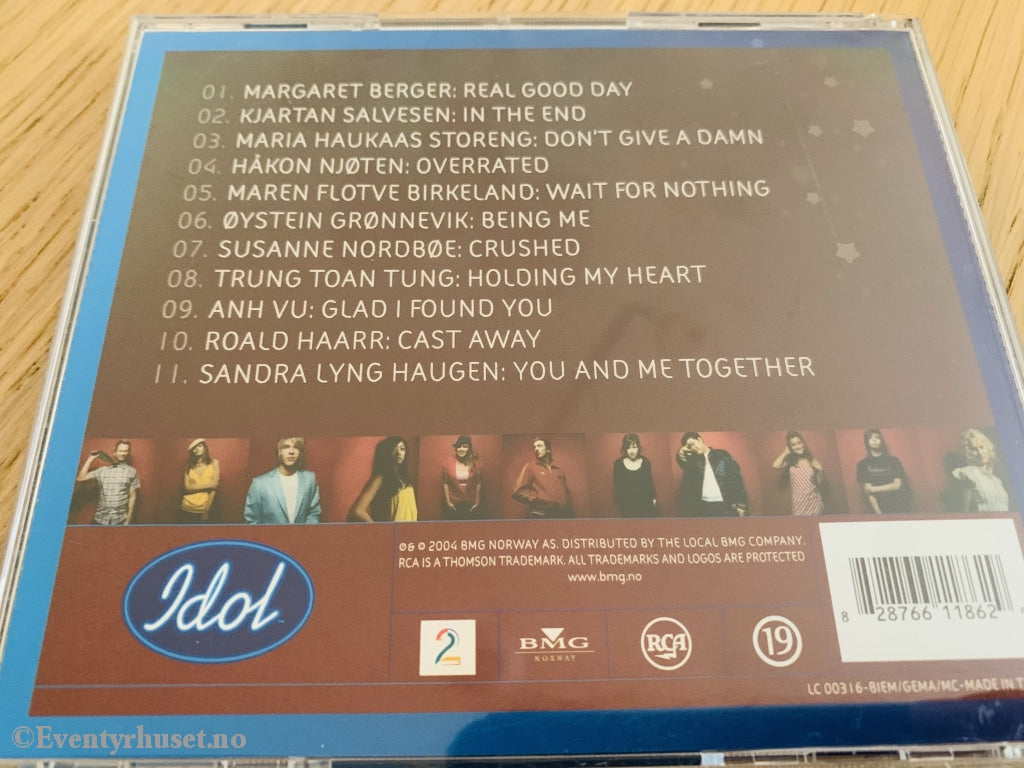 01. MARGARET BERGER: REAL GOOD DAY
02. KJARTAN SALVESEN: IN THE END
03. MARIA HAUKAAS STORENG: DON'T GIVE A DAMN
04. HÅKON NJØTEN: OVERRATED
05. MAREN FLOTVE BIRKELAND: WAIT FOR NOTHING
06. ØYSTEIN GRØNNEVIK: BEING ME
07. SUSANNE NORDBØE: CRUSHED
08. TRUNG TOAN TUNG: HOLDING MY HEART
09. ANH VU: GLAD I FOUND YOU
10. ROALD HAARR: CAST AWAY
11. SANDRA LYNG HAUGEN: YOU AND ME TOGETHER
Idol™
℗ & © 2004 BMG NORWAY AS. DISTRIBUTED BY THE LOCAL BMG COMPANY.
RCA IS A THOMSON TRADEMARK. ALL TRADEMARKS AND LOGOS ARE PROTECTED
www.bmg.no
2
BMG
NORWAY
RCA
19
8 28766 11862
LC 00316-BIEM/GEMA/MC-MADE IN
©Eventyrhuset.no